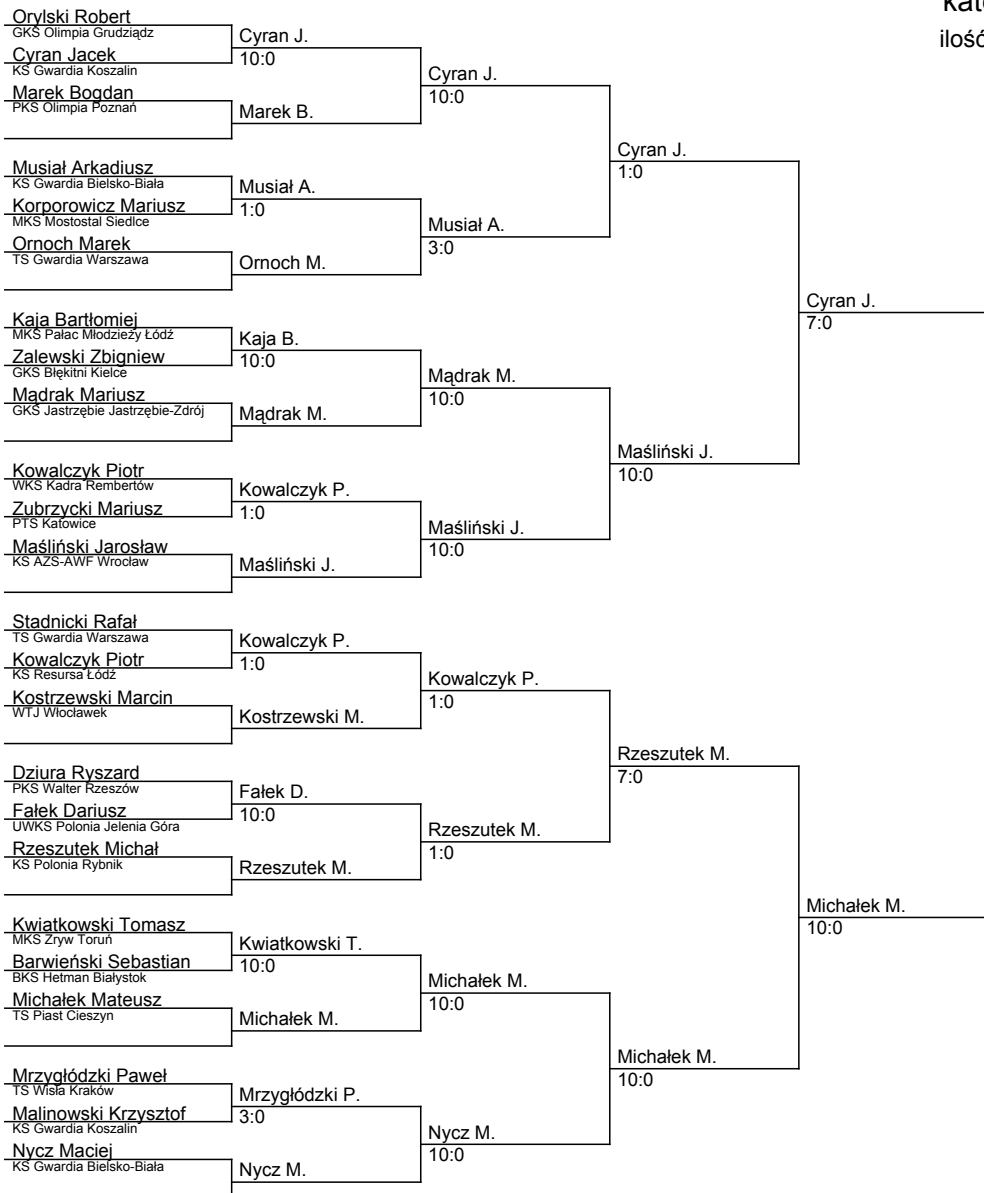 kat
ilość
Orylski Robert
GKS Olimpia Grudziądz
Cyran J.
10:0
Cyran Jacek
KS Gwardia Koszalin
Cyran J.
10:0
Marek Bogdan
PKS Olimpia Poznań
Marek B.
Cyran J.
1:0
Musiał Arkadiusz
KS Gwardia Bielsko-Biała
Musiał A.
1:0
Korporowicz Mariusz
MKS Mostostal Siedlce
Musiał A.
3:0
Ornoch Marek
TS Gwardia Warszawa
Ornoch M.
Cyran J.
7:0
Kaja Bartłomiej
MKS Pałac Młodzieży Łódź
Kaja B.
10:0
Zalewski Zbigniew
GKS Błękitni Kielce
Mądrak M.
10:0
Mądrak Mariusz
GKS Jastrzębie Jastrzębie-Zdrój
Mądrak M.
Maśliński J.
10:0
Kowalczyk Piotr
WKS Kadra Rembertów
Kowalczyk P.
1:0
Zubrzycki Mariusz
PTS Katowice
Maśliński J.
10:0
Maśliński Jarosław
KS AZS-AWF Wrocław
Maśliński J.
Stadnicki Rafał
TS Gwardia Warszawa
Kowalczyk P.
1:0
Kowalczyk Piotr
KS Resursa Łódź
Kowalczyk P.
1:0
Kostrzewski Marcin
WTJ Włocławek
Kostrzewski M.
Rzeszutek M.
7:0
Dziura Ryszard
PKS Walter Rzeszów
Fałek D.
10:0
Fałek Dariusz
UWKS Polonia Jelenia Góra
Rzeszutek M.
1:0
Rzeszutek Michał
KS Polonia Rybnik
Rzeszutek M.
Michałek M.
10:0
Kwiatkowski Tomasz
MKS Zryw Toruń
Kwiatkowski T.
10:0
Barwieński Sebastian
BKS Hetman Białystok
Michałek M.
10:0
Michałek Mateusz
TS Piast Cieszyn
Michałek M.
Michałek M.
10:0
Mrzygłódzki Paweł
TS Wisła Kraków
Mrzygłódzki P.
3:0
Malinowski Krzysztof
KS Gwardia Koszalin
Nycz M.
10:0
Nycz Maciej
KS Gwardia Bielsko-Biała
Nycz M.